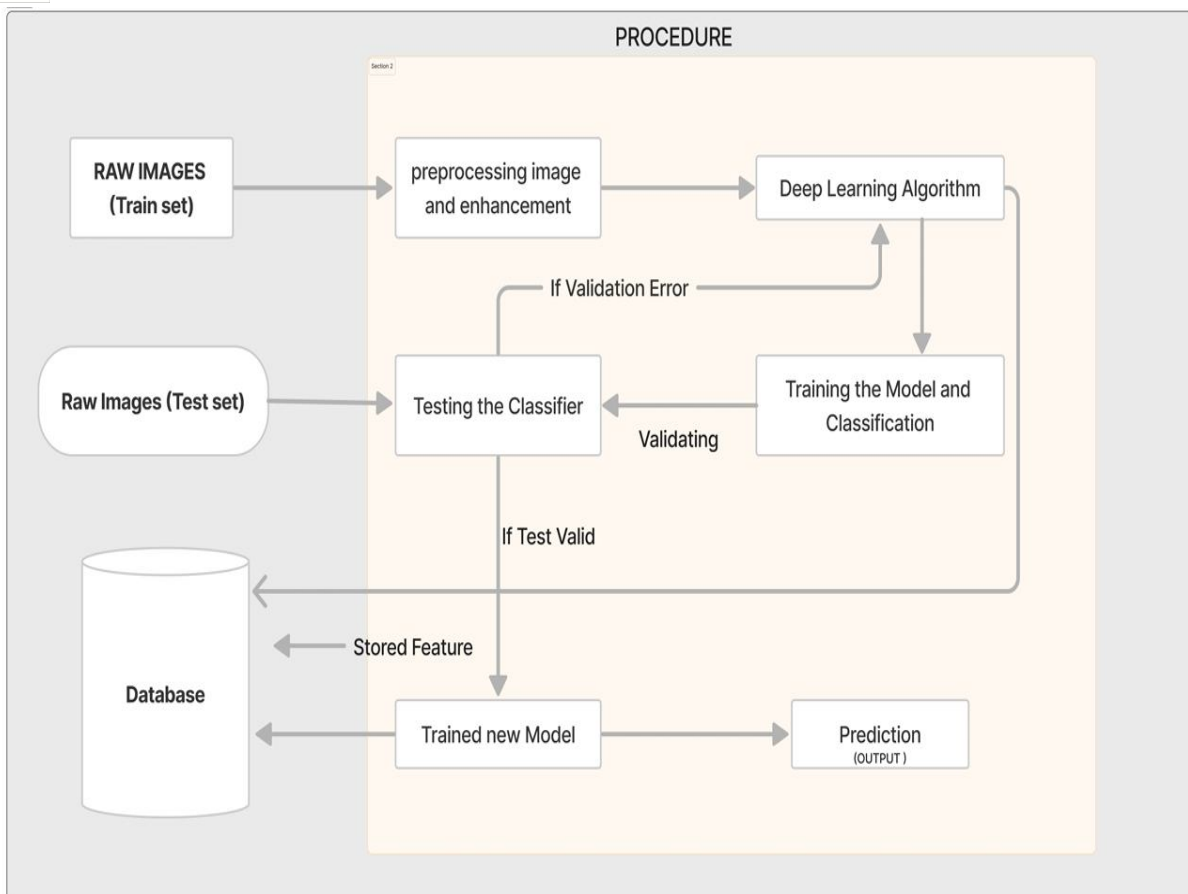 PROCEDURE
Section 2
RAW IMAGES
(Train set)
preprocessing image
and enhancement
Deep Learning Algorithm
If Validation Error
Raw Images (Test set)
Testing the Classifier
Training the Model and
Classification
Validating
If Test Valid
Stored Feature
Database
Trained new Model
Prediction
(OUTPUT )